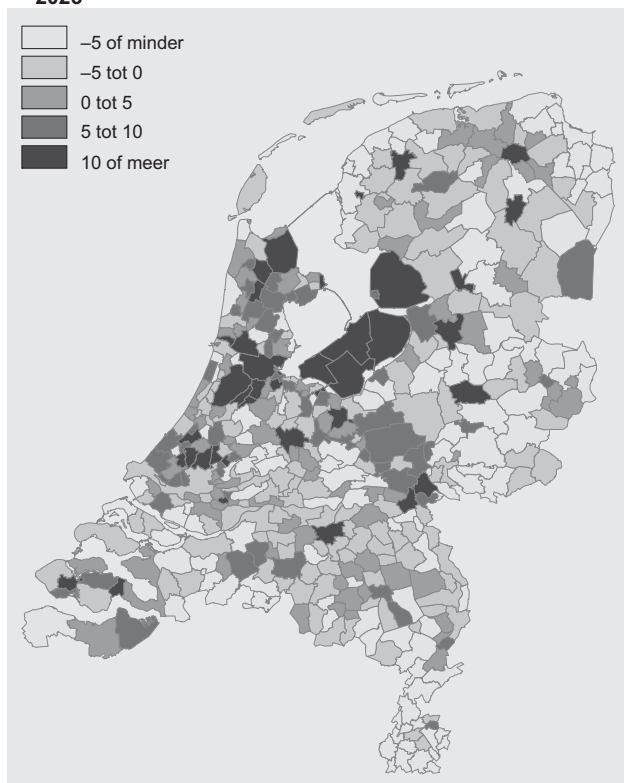 –5 of minder
–5 tot 0
0 tot 5
5 tot 10
10 of meer